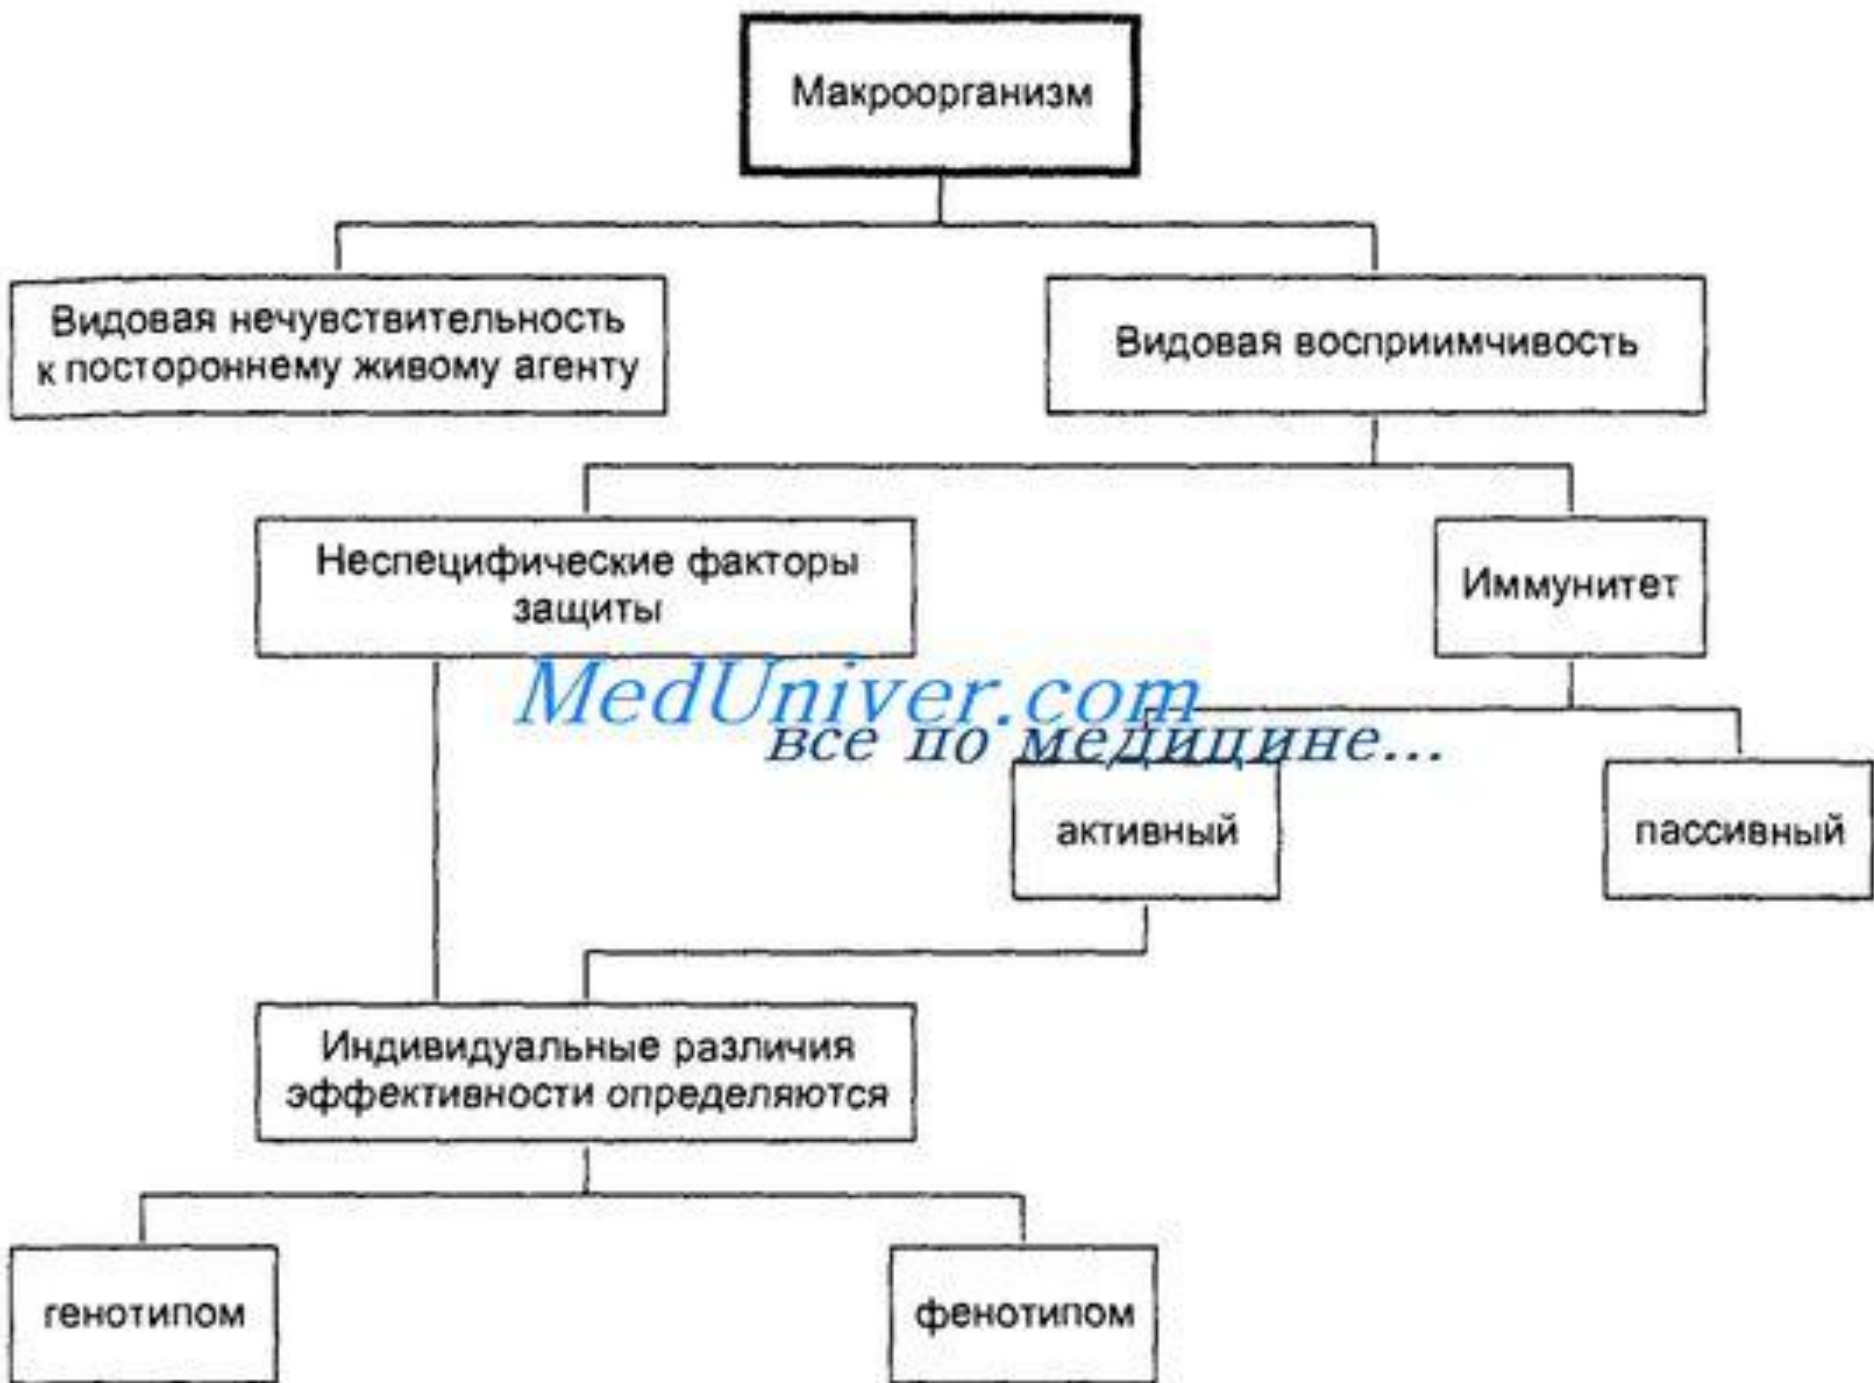 Макроорганизм
Видовая нечувствительность
к постороннему живому агенту
Видовая восприимчивость
Неспецифические факторы
защиты
Иммунитет
MedUniver.com
все по медицине...
активный
пассивный
Индивидуальные различия
эффективности определяются
генотипом
фенотипом